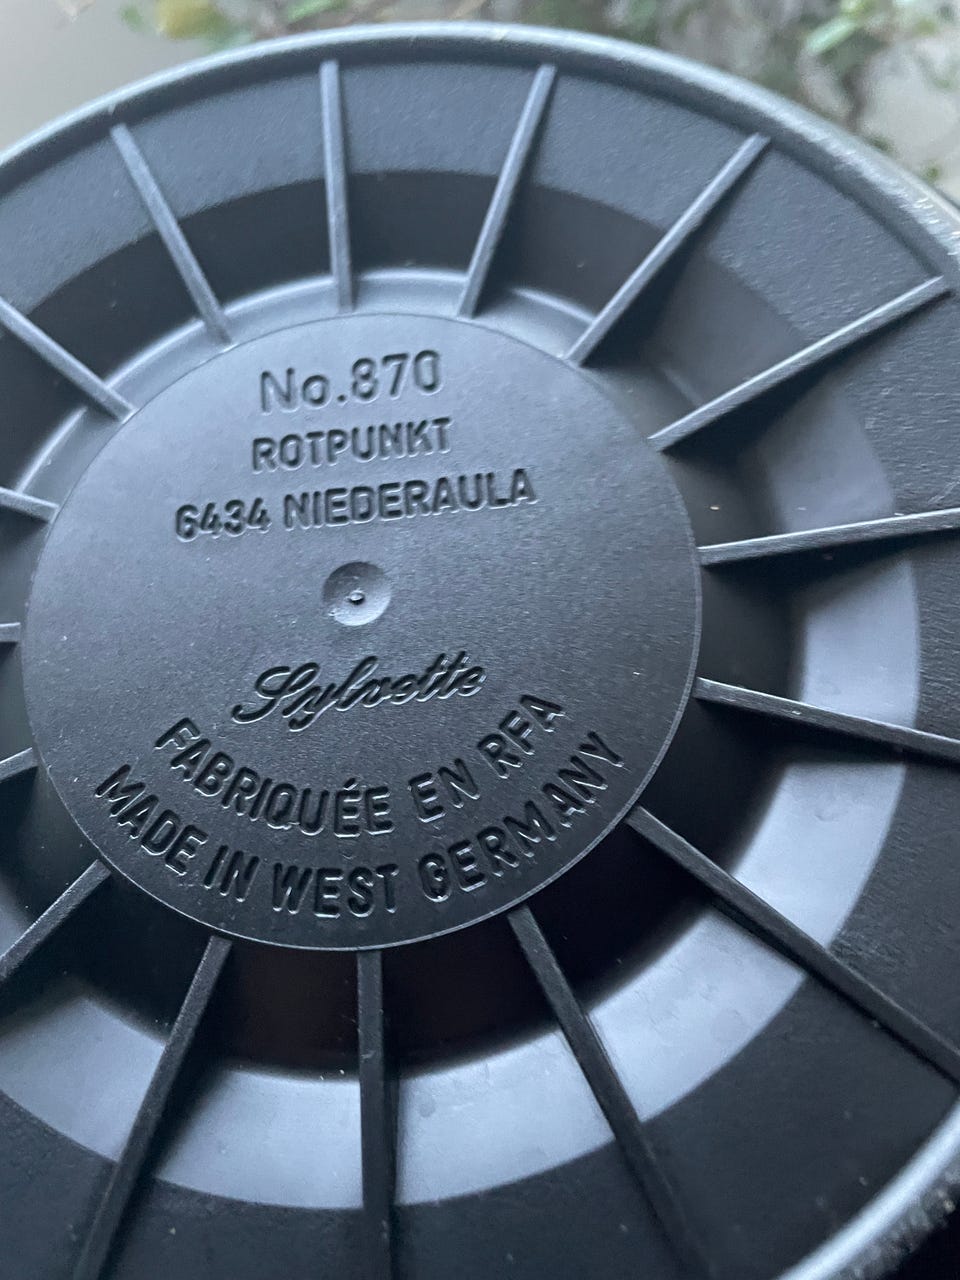 No.870
ROTPUNKT
6434 NIEDERAULA
Sylvette
FABRIQUÉE EN RFA
MADE IN WEST GERMANY